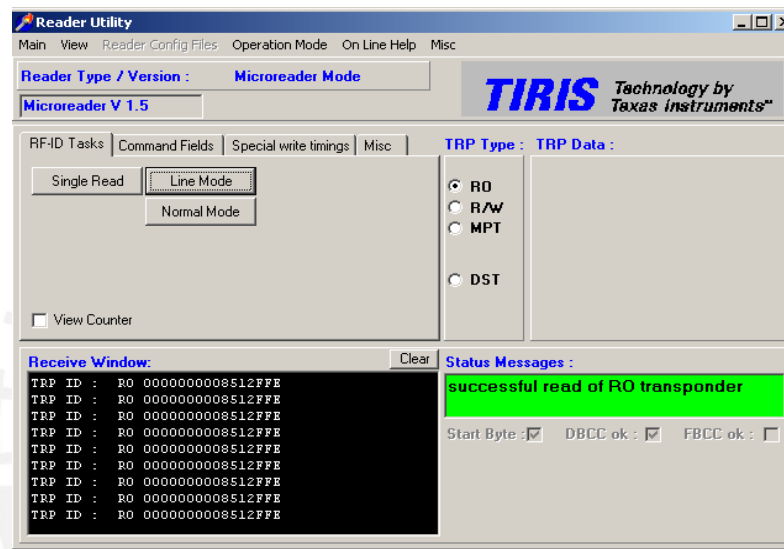 Reader Utility
Main View Reader Config Files Operation Mode On Line Help Misc
Reader Type / Version : Microreader Mode
Microreader V 1.5
TIRIS Technology by
Texas Instruments™
RF-ID Tasks Command Fields Special write timings Misc
Single Read Line Mode
Normal Mode
View Counter
TRP Type : TRP Data :
RO
R/W
MPT
DST
Receive Window: Clear
TRP ID : RO 0000000008512FFE
TRP ID : RO 0000000008512FFE
TRP ID : RO 0000000008512FFE
TRP ID : RO 0000000008512FFE
TRP ID : RO 0000000008512FFE
TRP ID : RO 0000000008512FFE
TRP ID : RO 0000000008512FFE
TRP ID : RO 0000000008512FFE
Status Messages :
successful read of RO transponder
Start Byte : DBCC ok : FBCC ok :